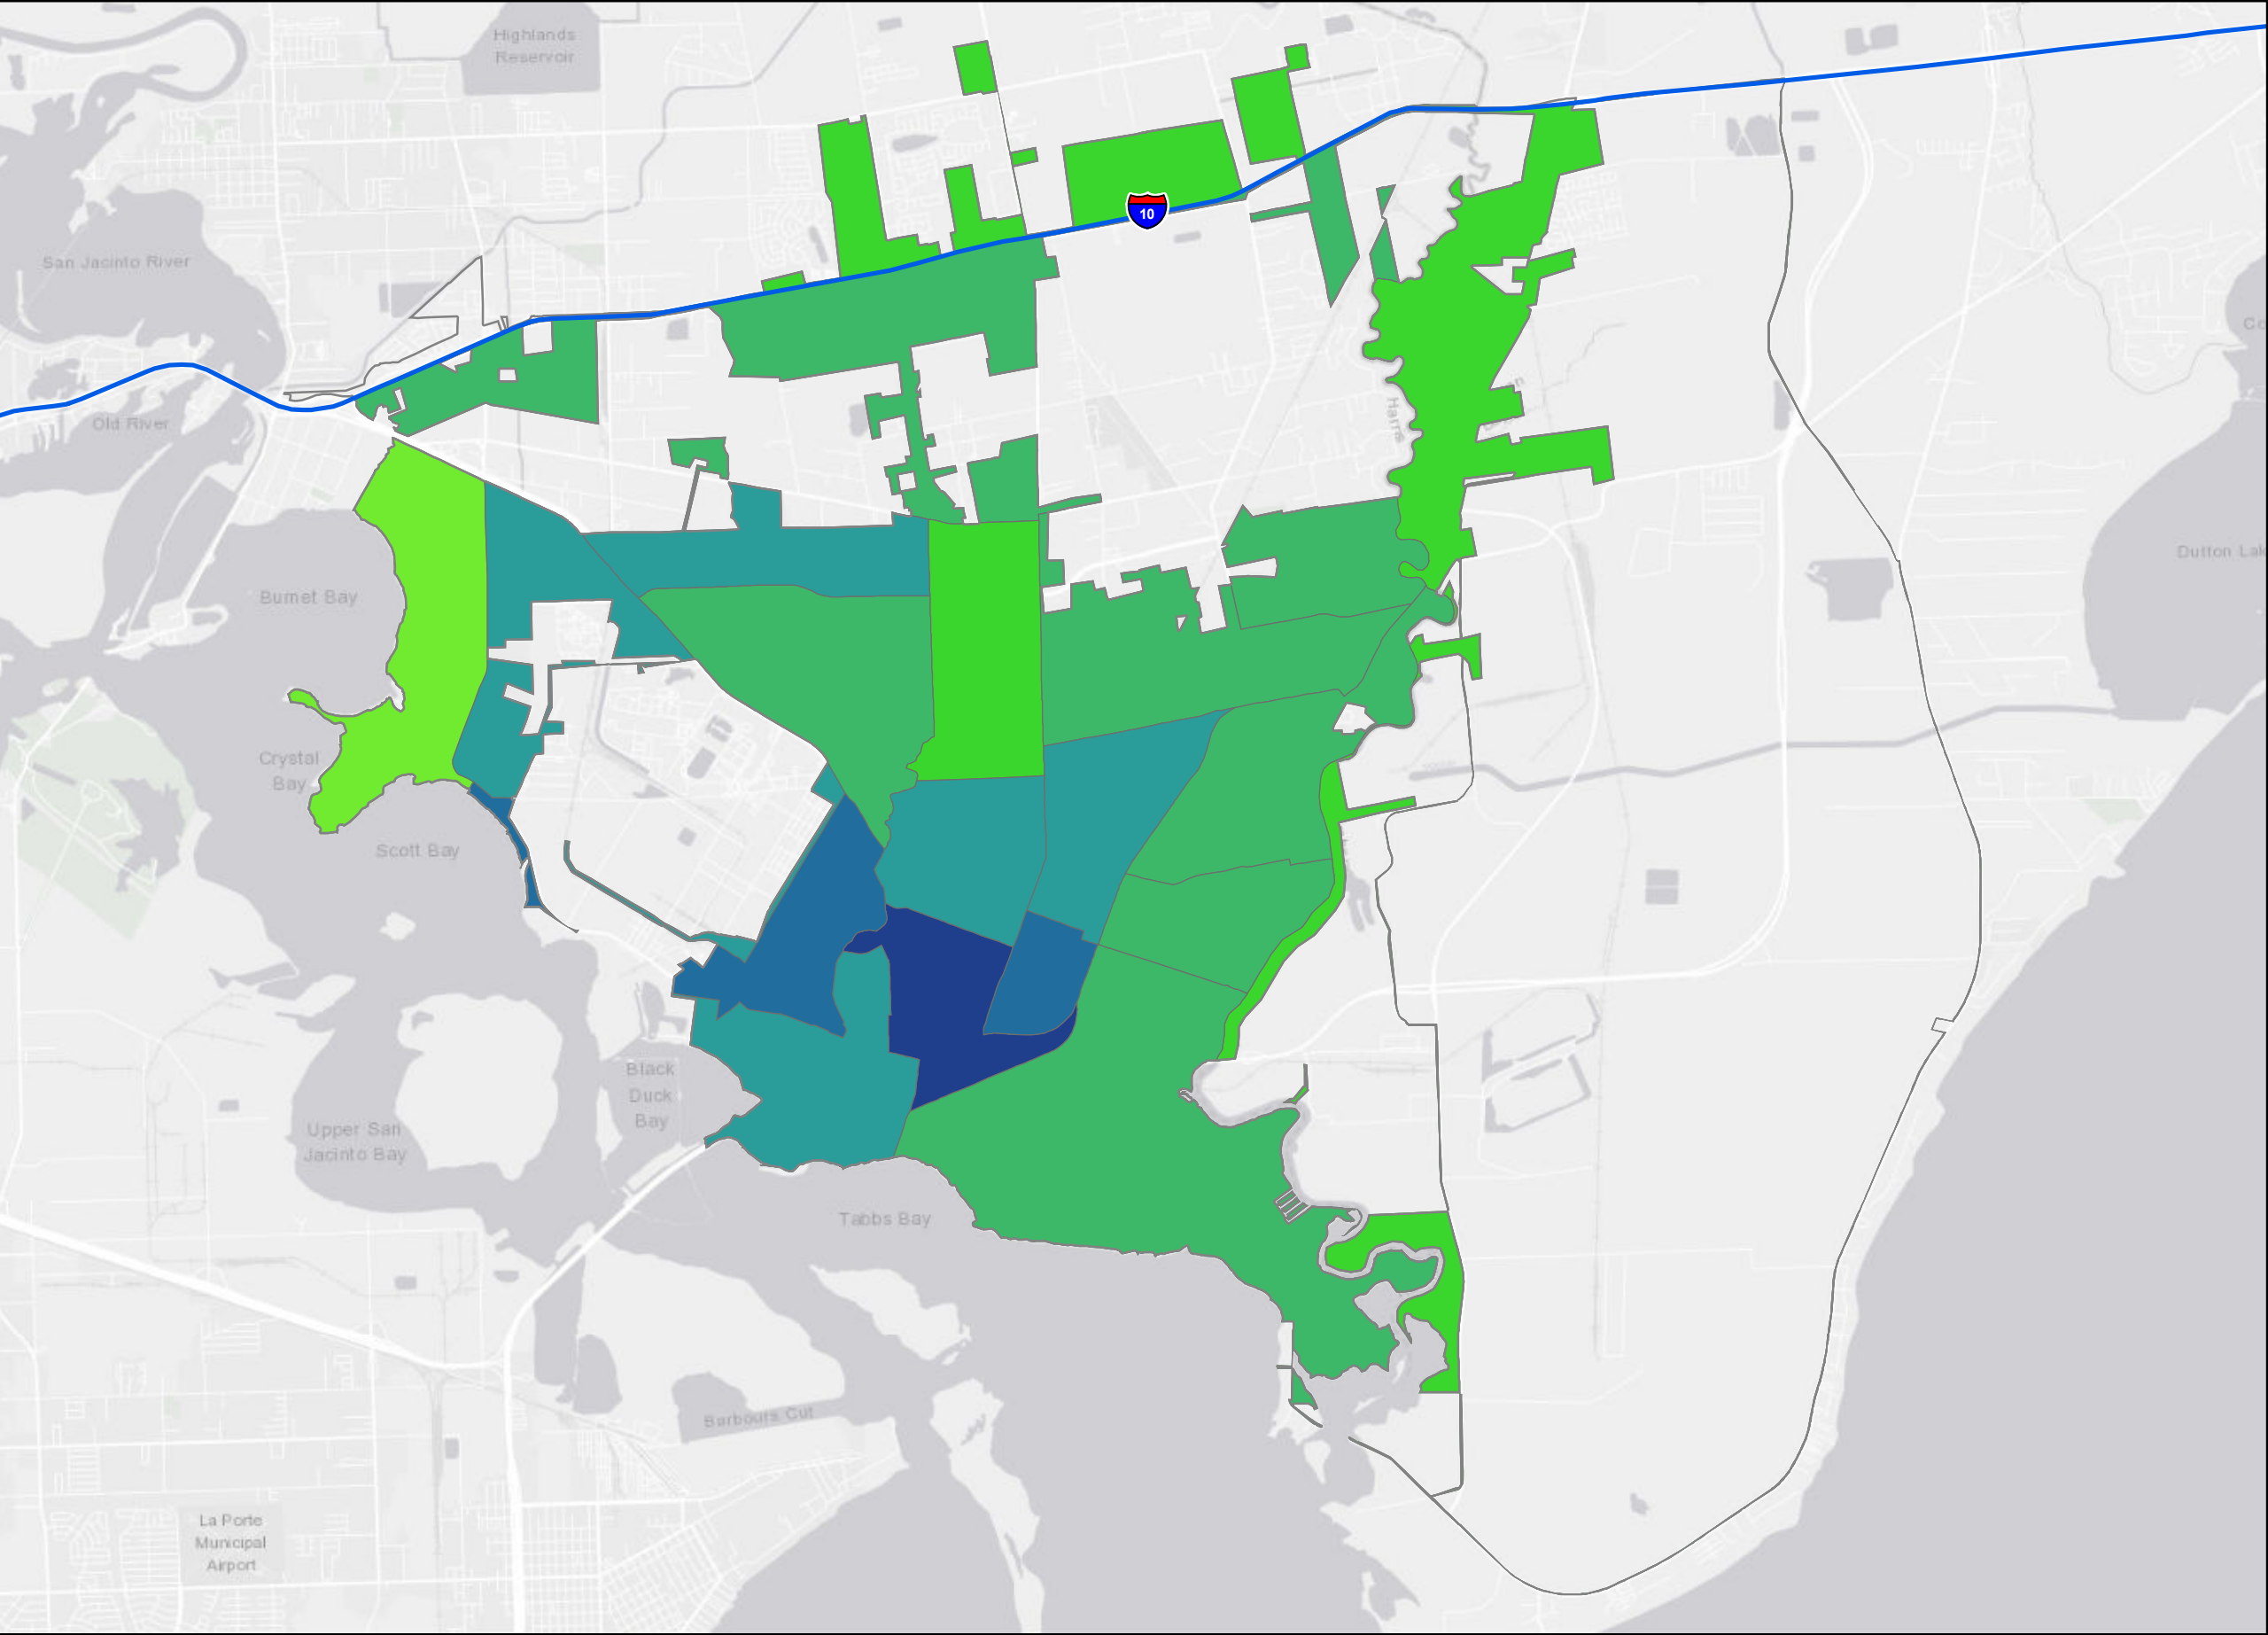 Highlands
Reservoir
10
San Jacinto River
Old River
Harris
Burnet Bay
Dutton Lak
Crystal
Bay
Scott Bay
Black
Duck
Bay
Upper San
Jacinto Bay
Tabbs Bay
Barbours Cut
La Porte
Municipal
Airport